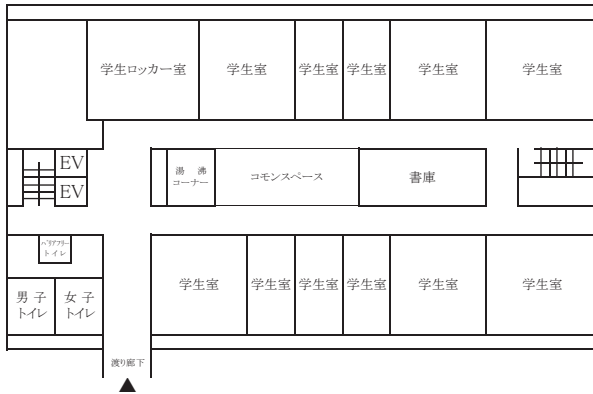 学生ロッカー室
学生室
学生室
学生室
学生室
学生室
EV
EV
湯 沸
コーナー
コモンスペース
書庫
バリアフリー
トイレ
男 子
トイレ
女 子
トイレ
学生室
学生室
学生室
学生室
学生室
学生室
渡り廊下